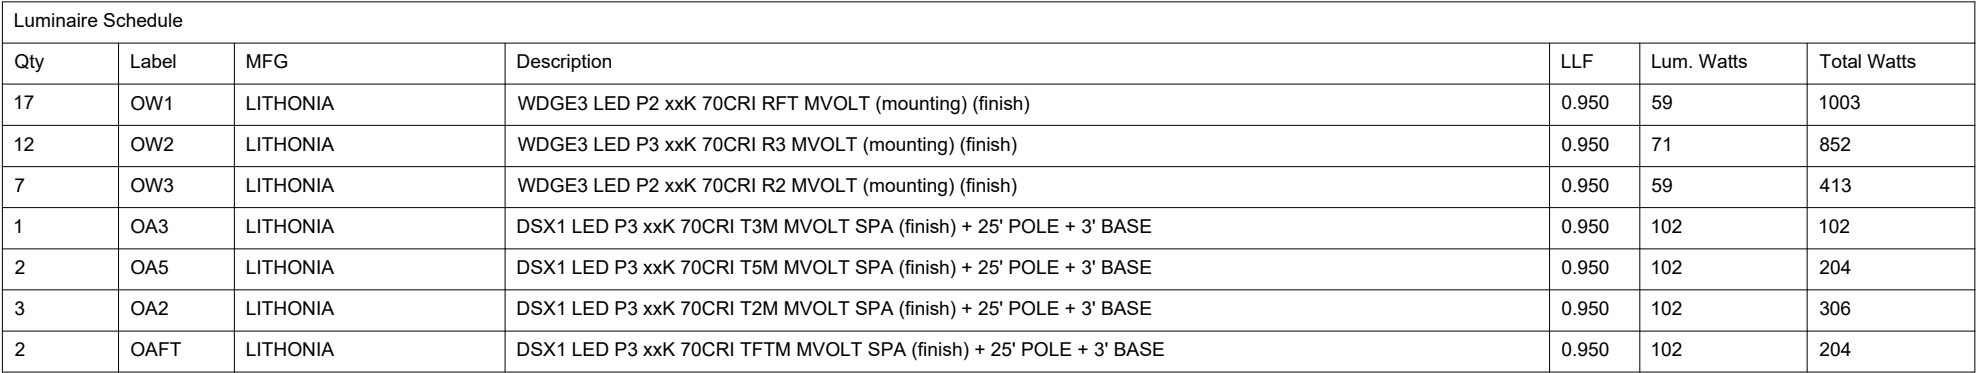 Luminaire Schedule
Qty Label MFG Description LLF Lum. Watts Total Watts
17 OW1 LITHONIA WDGE3 LED P2 xxK 70CRI RFT MVOLT (mounting) (finish) 0.950 59 1003
12 OW2 LITHONIA WDGE3 LED P3 xxK 70CRI R3 MVOLT (mounting) (finish) 0.950 71 852
7 OW3 LITHONIA WDGE3 LED P2 xxK 70CRI R2 MVOLT (mounting) (finish) 0.950 59 413
1 OA3 LITHONIA DSX1 LED P3 xxK 70CRI T3M MVOLT SPA (finish) + 25' POLE + 3' BASE 0.950 102 102
2 OA5 LITHONIA DSX1 LED P3 xxK 70CRI T5M MVOLT SPA (finish) + 25' POLE + 3' BASE 0.950 102 204
3 OA2 LITHONIA DSX1 LED P3 xxK 70CRI T2M MVOLT SPA (finish) + 25' POLE + 3' BASE 0.950 102 306
2 OAFT LITHONIA DSX1 LED P3 xxK 70CRI TFTM MVOLT SPA (finish) + 25' POLE + 3' BASE 0.950 102 204